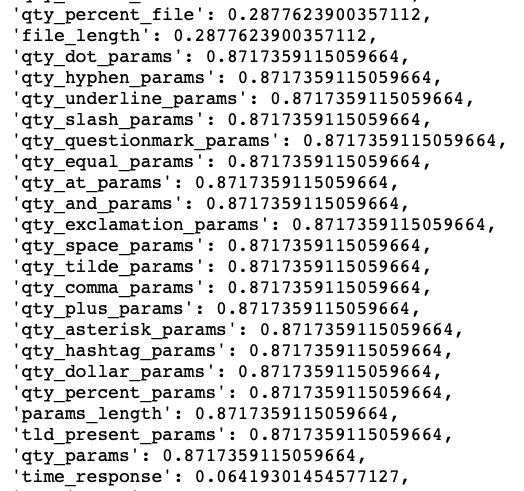 'qty_percent_file': 0.2877623900357112,
'file_length': 0.2877623900357112,
'qty_dot_params': 0.8717359115059664,
'qty_hyphen_params': 0.8717359115059664,
'qty_underline_params': 0.8717359115059664,
'qty_slash_params': 0.8717359115059664,
'qty_questionmark_params': 0.8717359115059664,
'qty_equal_params': 0.8717359115059664,
'qty_at_params': 0.8717359115059664,
'qty_and_params': 0.8717359115059664,
'qty_exclamation_params': 0.8717359115059664,
'qty_space_params': 0.8717359115059664,
'qty_tilde_params': 0.8717359115059664,
'qty_comma_params': 0.8717359115059664,
'qty_plus_params': 0.8717359115059664,
'qty_asterisk_params': 0.8717359115059664,
'qty_hashtag_params': 0.8717359115059664,
'qty_dollar_params': 0.8717359115059664,
'qty_percent_params': 0.8717359115059664,
'params_length': 0.8717359115059664,
'tld_present_params': 0.8717359115059664,
'qty_params': 0.8717359115059664,
'time_response': 0.06419301454577127,